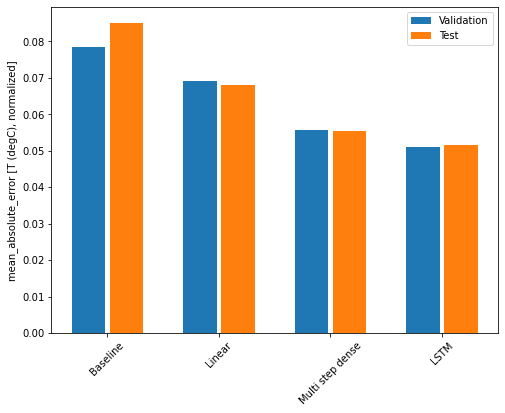 Validation
Test
mean_absolute_error [T (degC), normalized]
0.08
0.07
0.06
0.05
0.04
0.03
0.02
0.01
0.00
Baseline
Linear
Multi step dense
LSTM